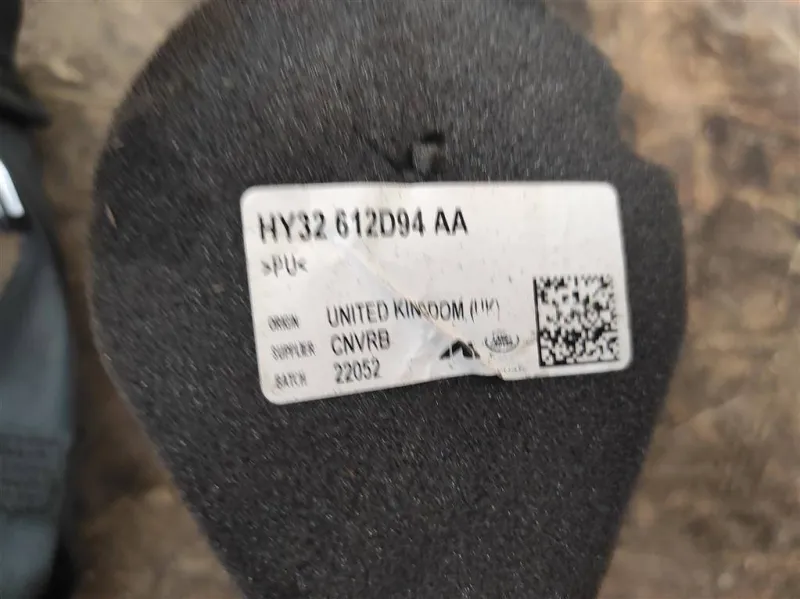 HY32 612D94 AA
>PU<
ORIGIN UNITED KINGDOM (UK)
SUPPLIER CNVRB
BATCH 22052